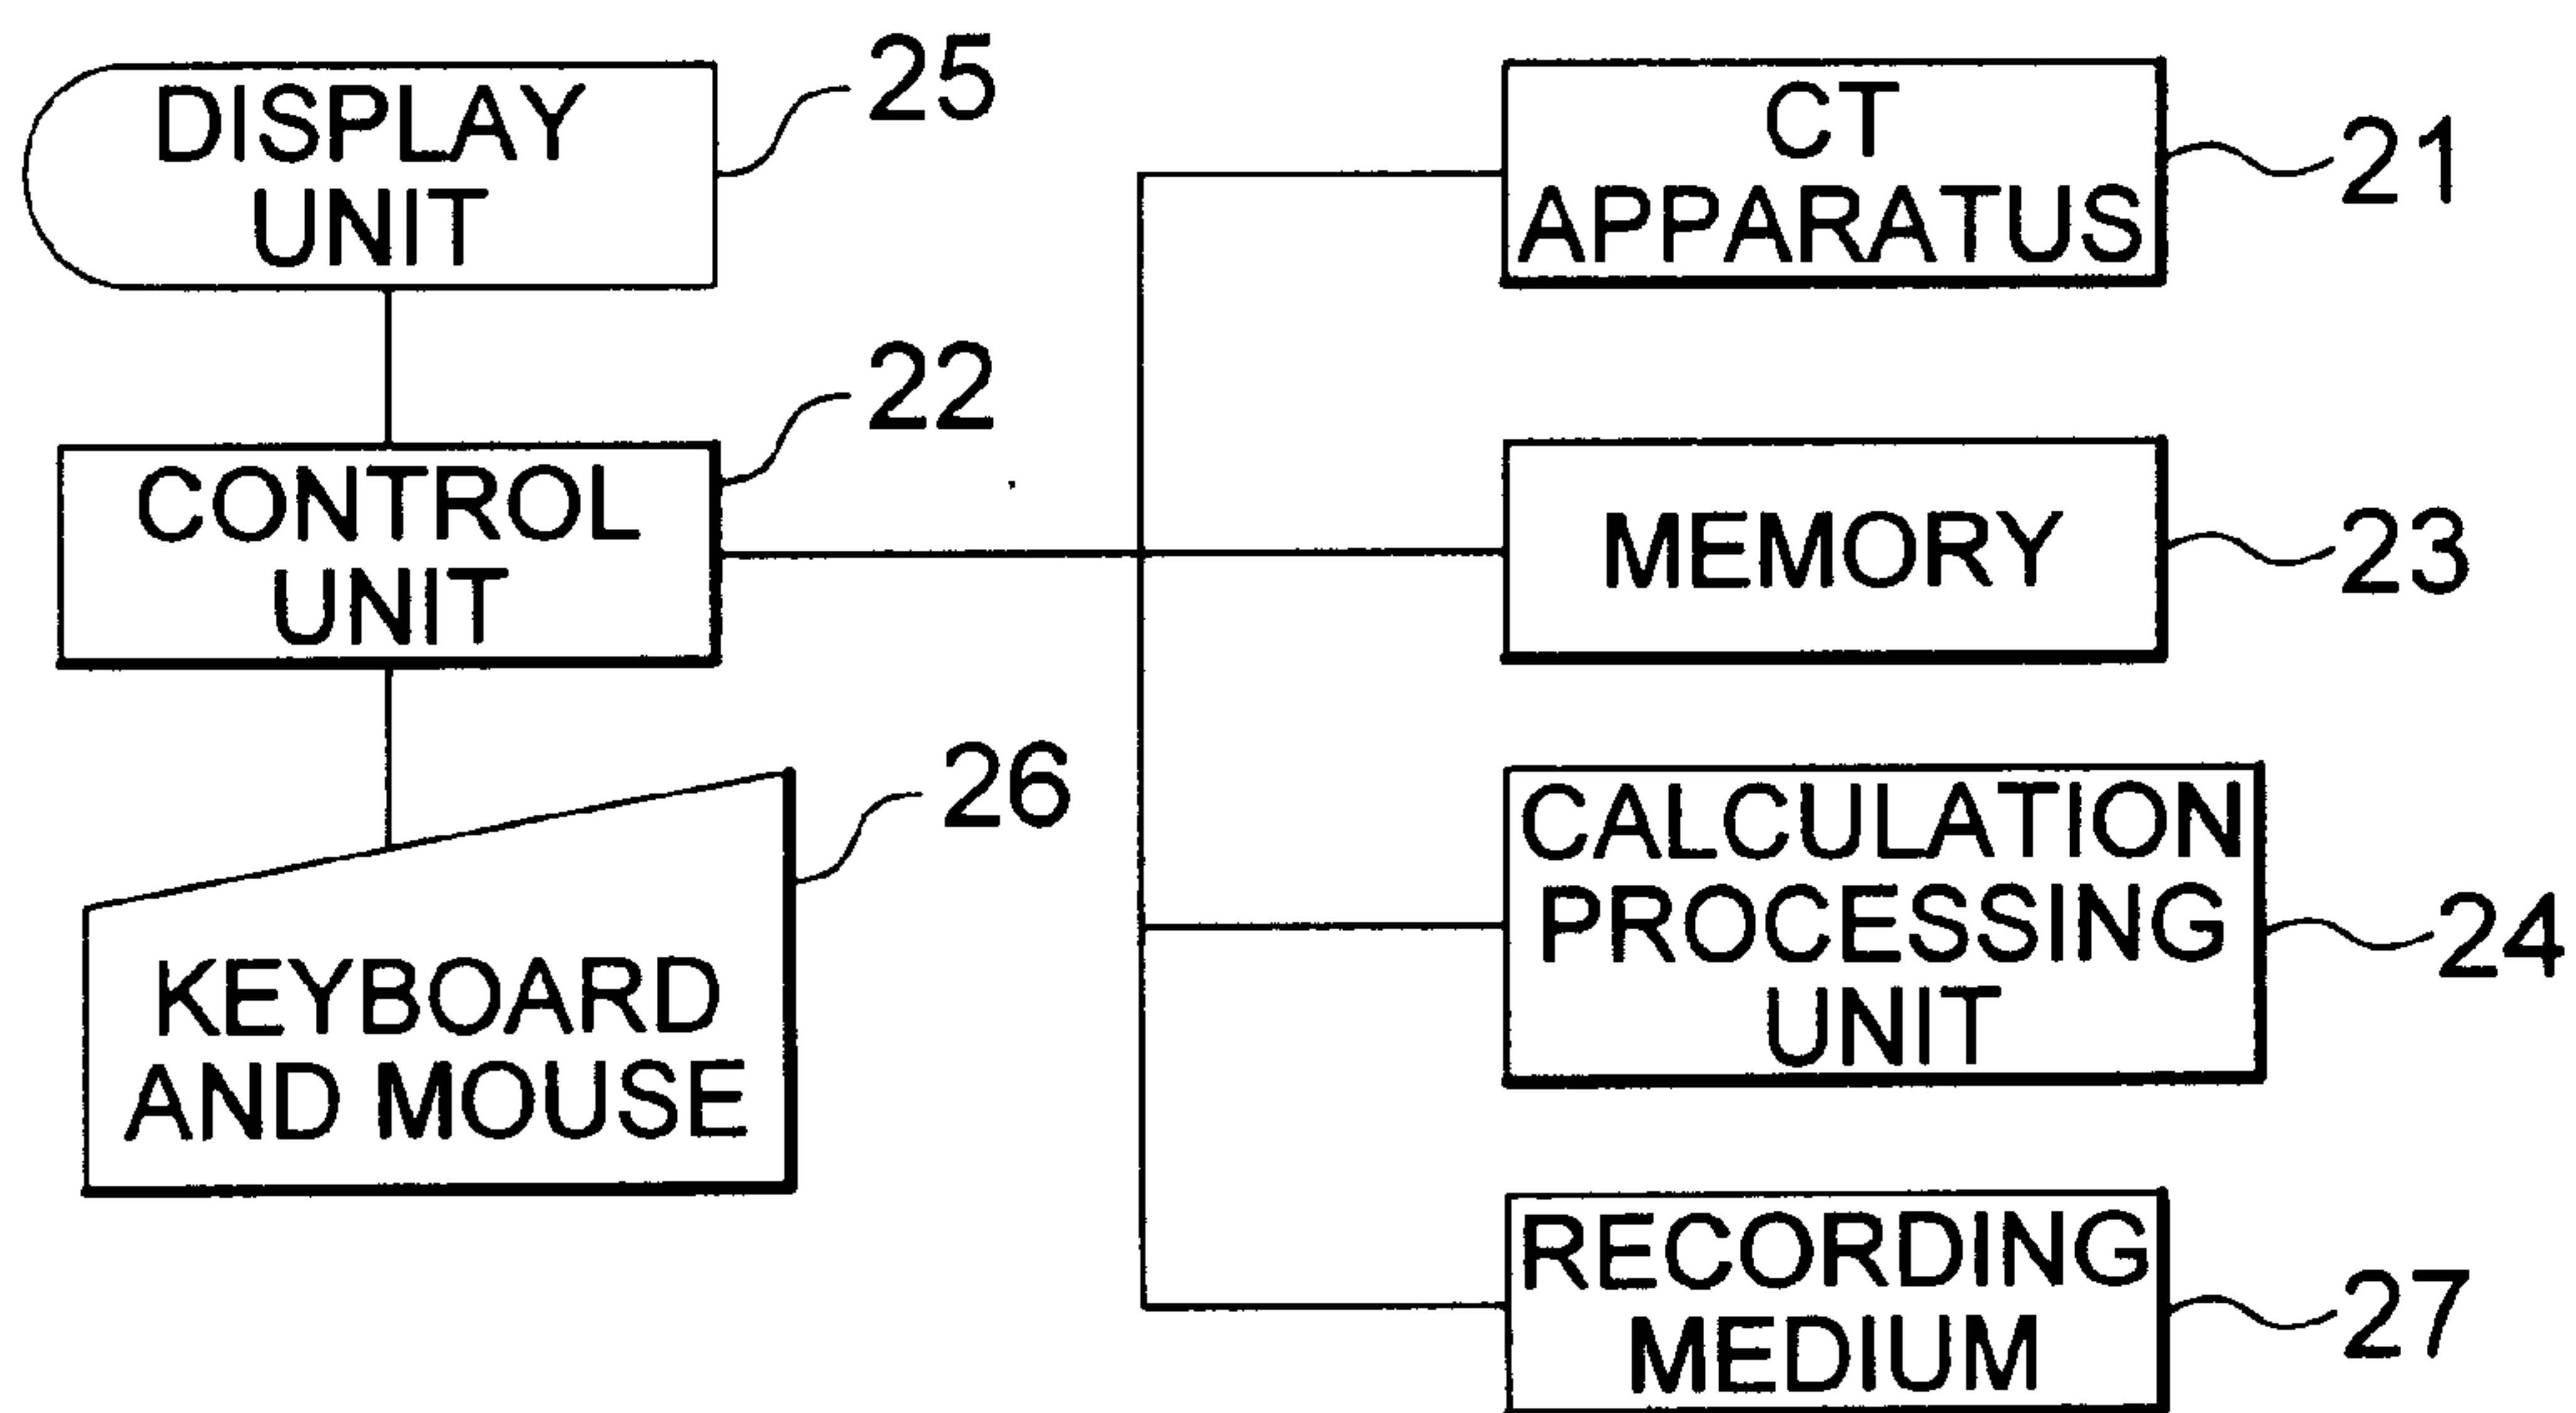 DISPLAY
UNIT
25
CONTROL
UNIT
22
KEYBOARD
AND MOUSE
26
CT
APPARATUS
21
MEMORY
23
CALCULATION
PROCESSING
UNIT
24
RECORDING
MEDIUM
27